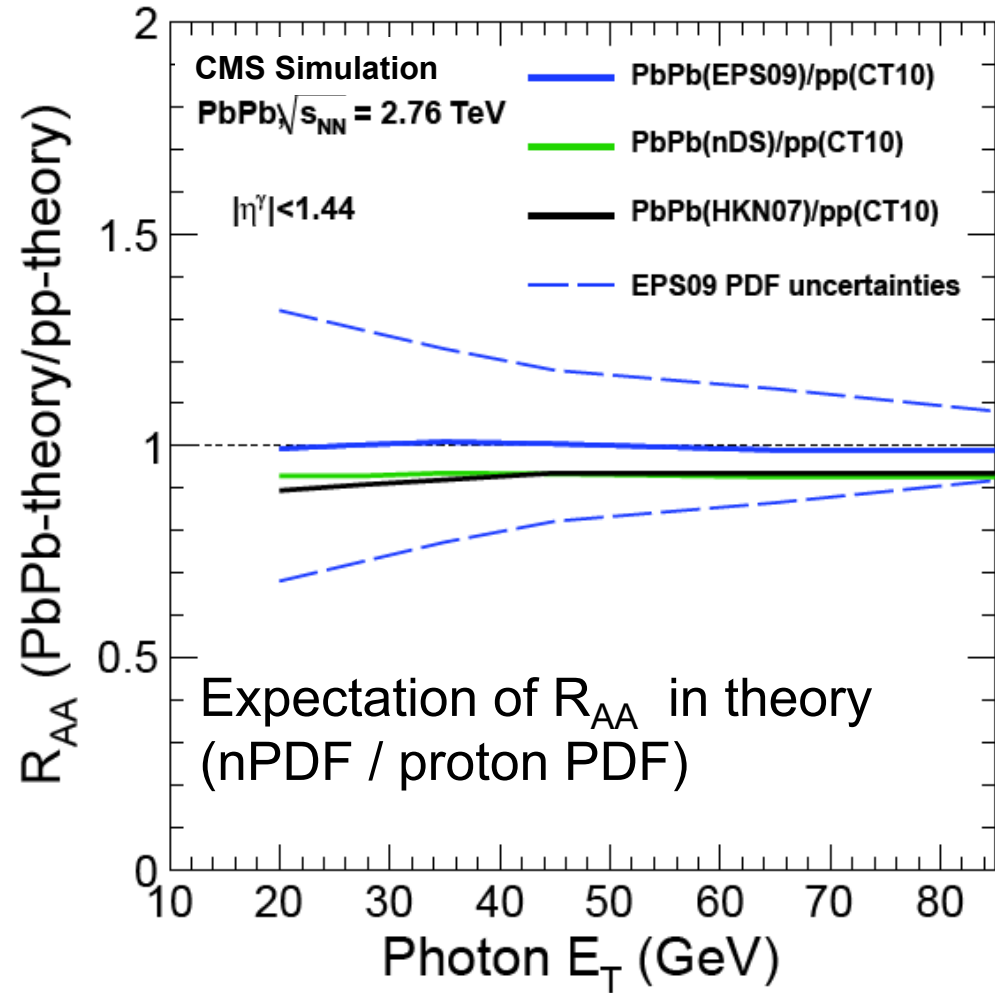 2
CMS Simulation
PbPb, √sNN = 2.76 TeV
|ηγ|<1.44
PbPb(EPS09)/pp(CT10)
PbPb(nDS)/pp(CT10)
PbPb(HKN07)/pp(CT10)
EPS09 PDF uncertainties
1.5
1
0.5
0
RAA (PbPb-theory/pp-theory)
Expectation of RAA in theory
(nPDF / proton PDF)
10 20 30 40 50 60 70 80
Photon ET (GeV)